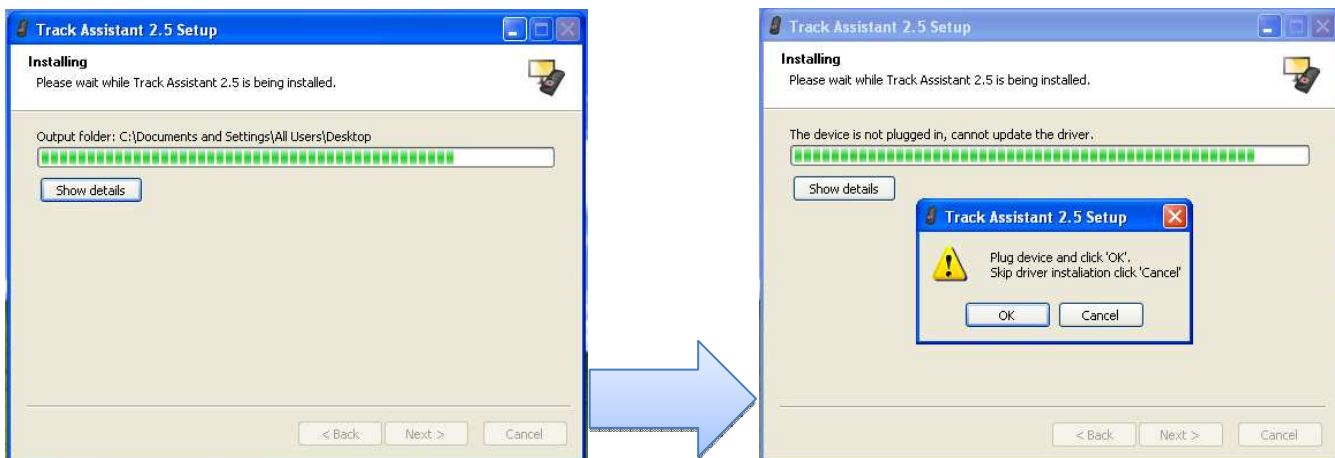 Track Assistant 2.5 Setup
Installing
Please wait while Track Assistant 2.5 is being installed.
Output folder: C:\Documents and Settings\All Users\Desktop
Show details
< Back
Next >
Cancel
Track Assistant 2.5 Setup
Installing
Please wait while Track Assistant 2.5 is being installed.
The device is not plugged in, cannot update the driver.
Show details
Track Assistant 2.5 Setup
Plug device and click 'OK'.
Skip driver instaliation click 'Cancel'
OK
Cancel
< Back
Next >
Cancel